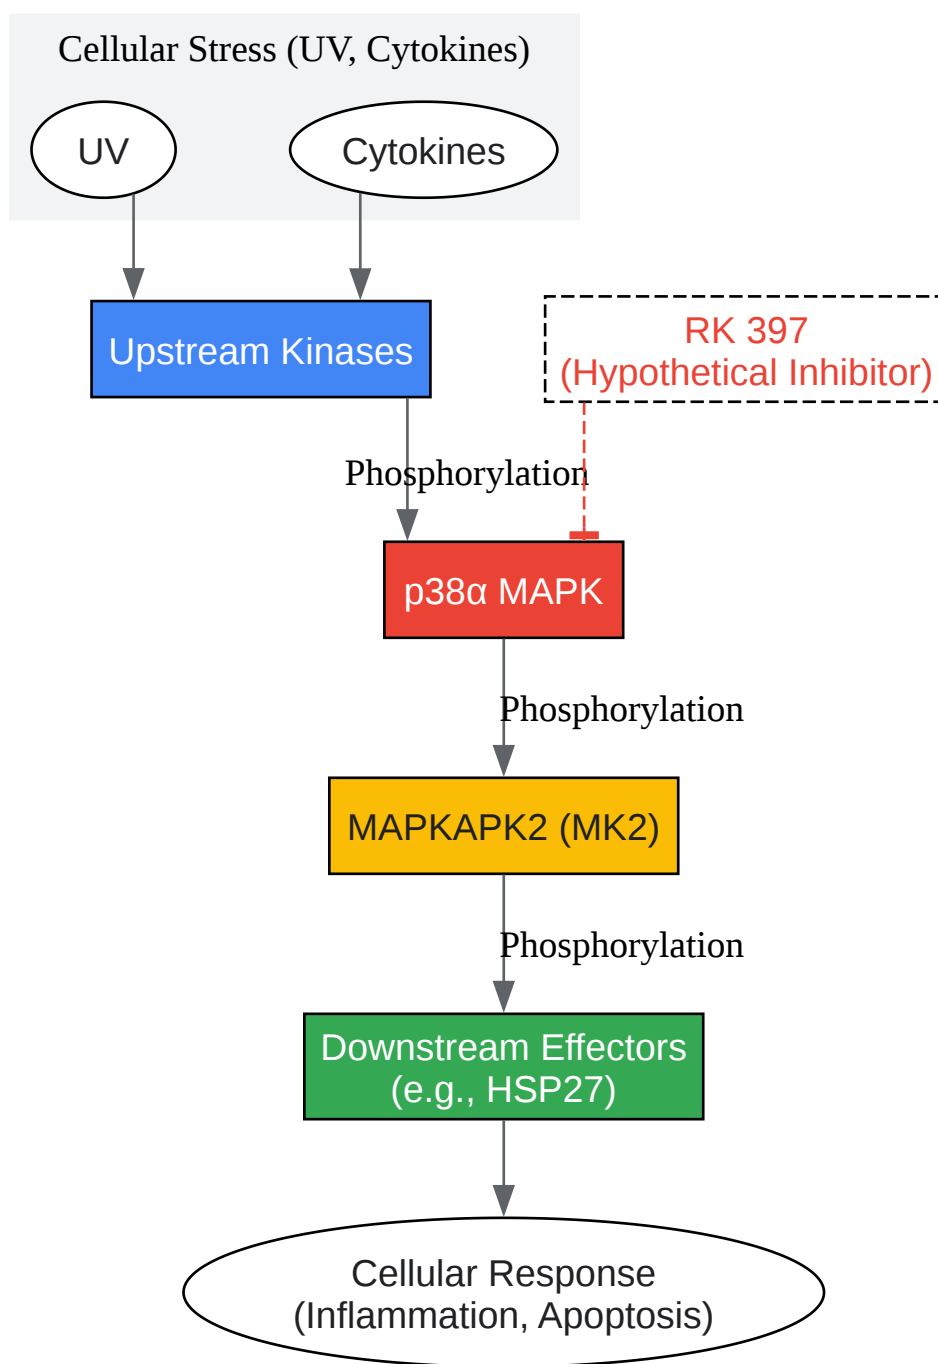 Cellular Stress (UV, Cytokines)
UV
Cytokines
Upstream Kinases
RK 397
(Hypothetical Inhibitor)
Phosphorylation
p38α MAPK
Phosphorylation
MAPKAPK2 (MK2)
Phosphorylation
Downstream Effectors
(e.g., HSP27)
Cellular Response
(Inflammation, Apoptosis)